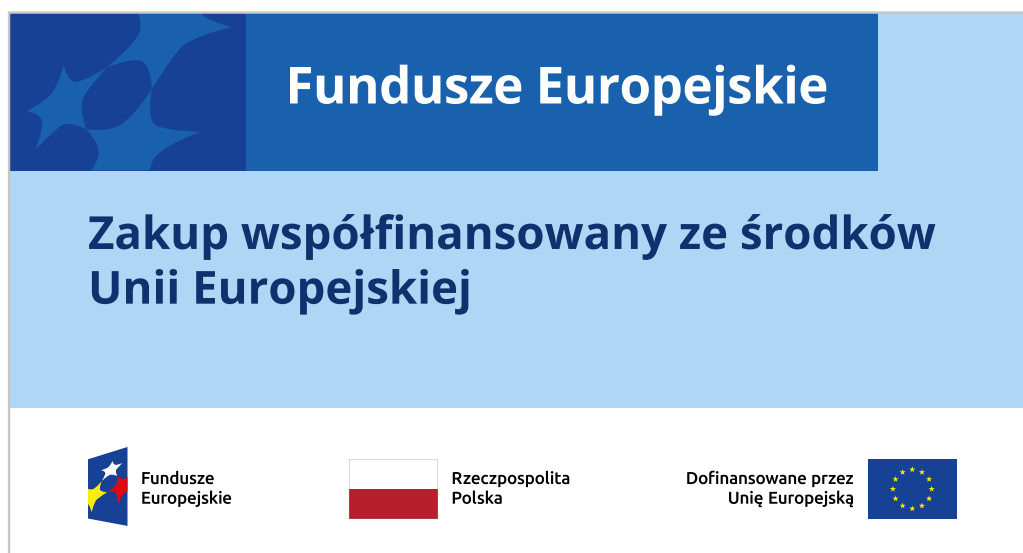 Fundusze Europejskie
Zakup współfinansowany ze środków
Unii Europejskiej
Fundusze
Europejskie
Rzeczpospolita
Polska
Dofinansowane przez
Unię Europejską